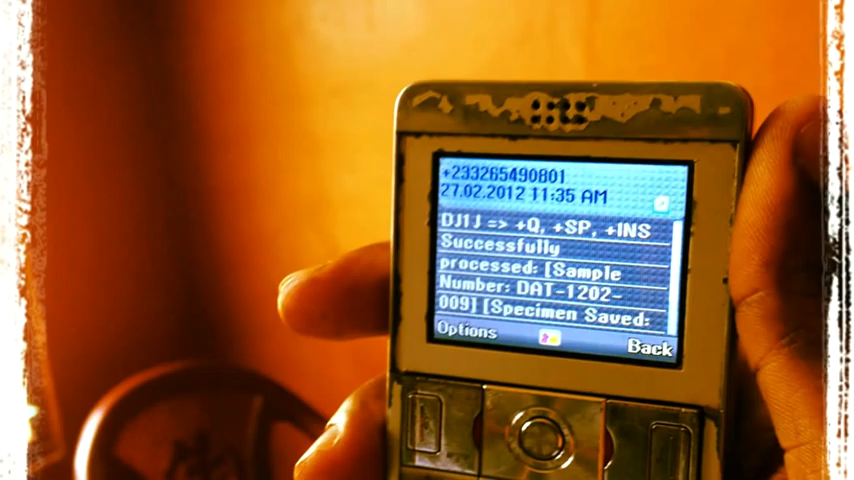 +233265490801
27.02.2012 11:35 AM
DJ1J => +Q, +SP, +INS
Successfully
processed: [Sample
Number: DAT-1202-
009] [Specimen Saved:
Options
Back